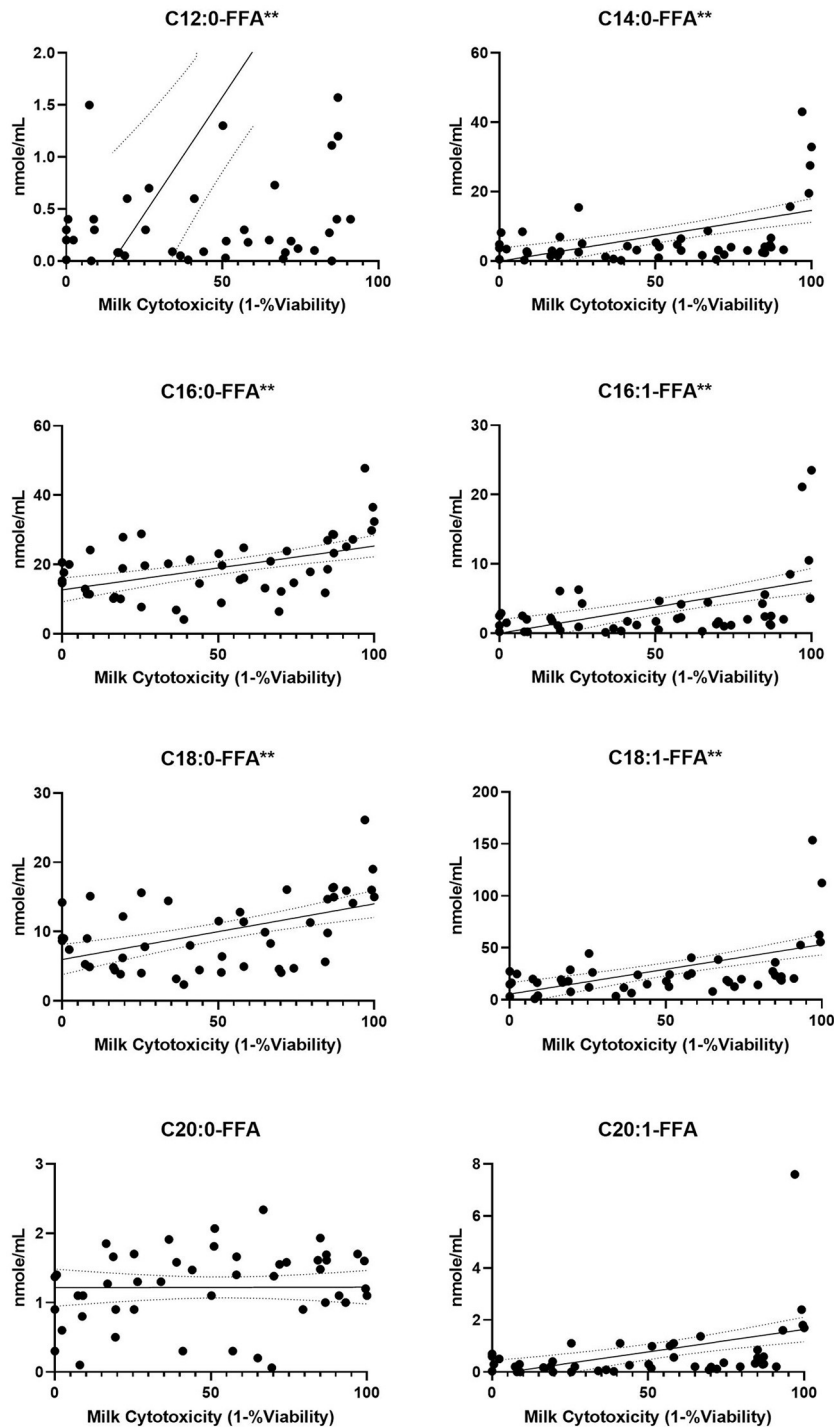 C12:0-FFA**
2.0
1.5
1.0
0.5
0.0
nmole/mL
0
50
100
Milk Cytotoxicity (1-%Viability)
C14:0-FFA**
60
40
20
0
nmole/mL
0
50
100
Milk Cytotoxicity (1-%Viability)
C16:0-FFA**
60
40
20
0
nmole/mL
0
50
100
Milk Cytotoxicity (1-%Viability)
C16:1-FFA**
30
20
10
0
nmole/mL
0
50
100
Milk Cytotoxicity (1-%Viability)
C18:0-FFA**
30
20
10
0
nmole/mL
0
50
100
Milk Cytotoxicity (1-%Viability)
C18:1-FFA**
200
150
100
50
0
nmole/mL
0
50
100
Milk Cytotoxicity (1-%Viability)
C20:0-FFA
3
2
1
0
nmole/mL
0
50
100
Milk Cytotoxicity (1-%Viability)
C20:1-FFA
8
6
4
2
0
nmole/mL
0
50
100
Milk Cytotoxicity (1-%Viability)